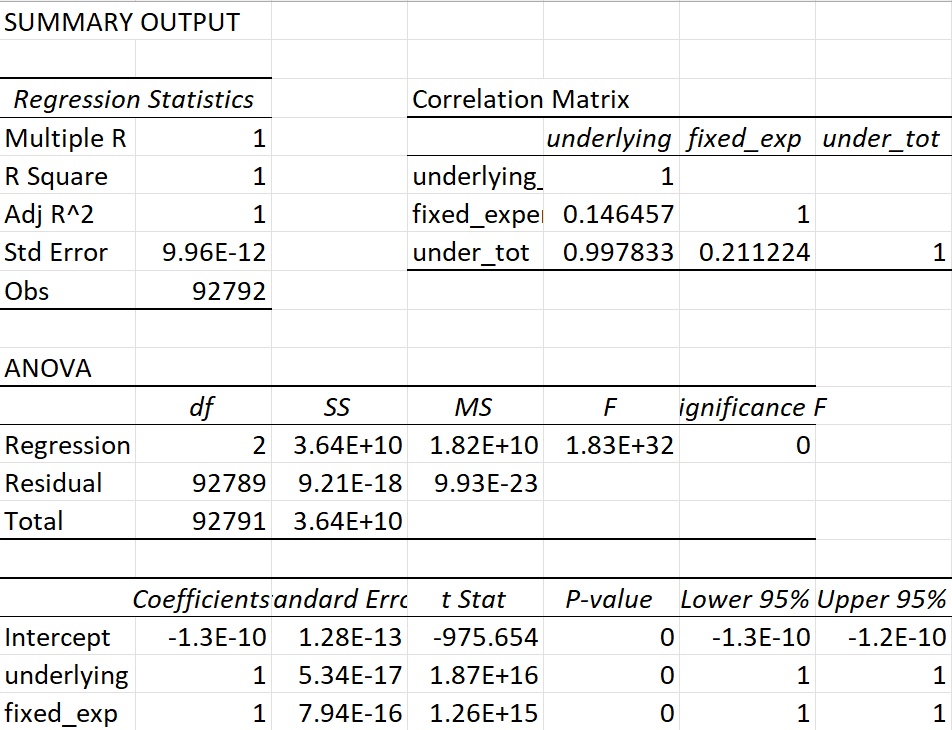 SUMMARY OUTPUT
Regression Statistics Correlation Matrix
Multiple R 1 underlying fixed_exp under_tot
R Square 1 underlying_ 1
Adj R^2 1 fixed_expe 0.146457 1
Std Error 9.96E-12 under_tot 0.997833 0.211224 1
Obs 92792
ANOVA
df SS MS F ignificance F
Regression 2 3.64E+10 1.82E+10 1.83E+32 0
Residual 92789 9.21E-18 9.93E-23
Total 92791 3.64E+10
Coefficients andard Erro t Stat P-value Lower 95% Upper 95%
Intercept -1.3E-10 1.28E-13 -975.654 0 -1.3E-10 -1.2E-10
underlying 1 5.34E-17 1.87E+16 0 1 1
fixed_exp 1 7.94E-16 1.26E+15 0 1 1